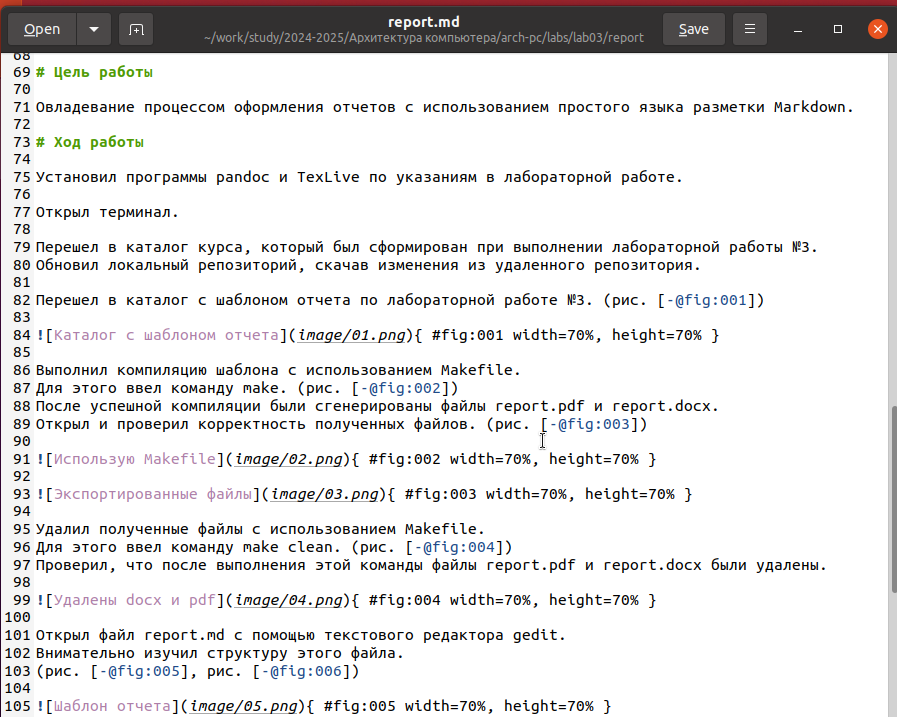 Open
report.md
~/work/study/2024-2025/Архитектура компьютера/arch-pc/labs/lab03/report
Save
68
69 # Цель работы
70
71 Овладевание процессом оформления отчетов с использованием простого языка разметки Markdown.
72
73 # Ход работы
74
75 Установил программы pandoc и TexLive по указаниям в лабораторной работе.
76
77 Открыл терминал.
78
79 Перешел в каталог курса, который был сформирован при выполнении лабораторной работы №3.
80 Обновил локальный репозиторий, скачав изменения из удаленного репозитория.
81
82 Перешел в каталог с шаблоном отчета по лабораторной работе №3. (рис. [-@fig:001])
83
84 ![Каталог с шаблоном отчета](image/01.png){ #fig:001 width=70%, height=70% }
85
86 Выполнил компиляцию шаблона с использованием Makefile.
87 Для этого ввел команду make. (рис. [-@fig:002])
88 После успешной компиляции были сгенерированы файлы report.pdf и report.docx.
89 Открыл и проверил корректность полученных файлов. (рис. [-@fig:003])
90
91 ![Использую Makefile](image/02.png){ #fig:002 width=70%, height=70% }
92
93 ![Экспортированные файлы](image/03.png){ #fig:003 width=70%, height=70% }
94
95 Удалил полученные файлы с использованием Makefile.
96 Для этого ввел команду make clean. (рис. [-@fig:004])
97 Проверил, что после выполнения этой команды файлы report.pdf и report.docx были удалены.
98
99 ![Удалены docx и pdf](image/04.png){ #fig:004 width=70%, height=70% }
100
101 Открыл файл report.md с помощью текстового редактора gedit.
102 Внимательно изучил структуру этого файла.
103 (рис. [-@fig:005], рис. [-@fig:006])
104
105 ![Шаблон отчета](image/05.png){ #fig:005 width=70%, height=70% }